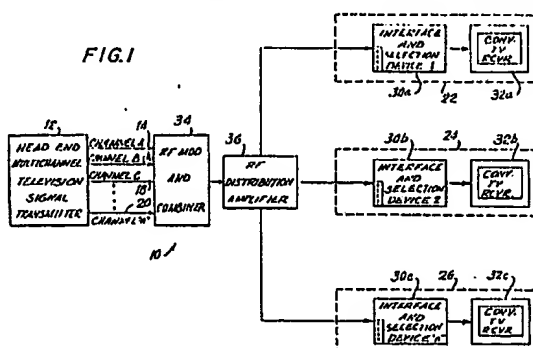 FIG.1
12
HEAD END
MULTICHANNEL
TELEVISION
SIGNAL
TRANSMITTER
CHANNEL A
14
CHANNEL B
CHANNEL C
18
20
CHANNEL "N"
34
RF MOD
AND
COMBINER
10
36
RF
DISTRIBUTION
AMPLIFIER
INTERFACE
AND
SELECTION
DEVICE 1
30a
CONV.
TV
RCVR.
32a
22
30b
24
32b
INTERFACE
AND
SELECTION
DEVICE 2
CONV.
TV
RCVR.
26
32c
INTERFACE
AND
SELECTION
DEVICE "N"
CONV.
TV
RCVR.